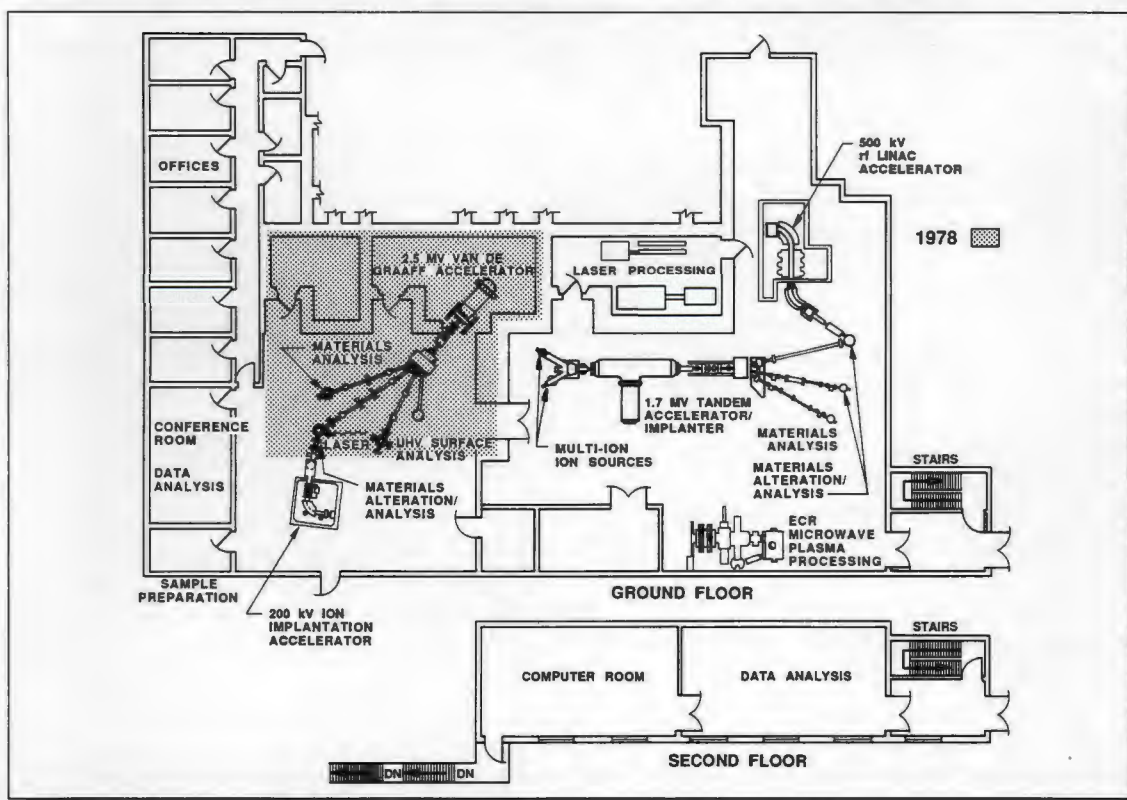 OFFICES
500 kV
rf LINAC
ACCELERATOR
1978
2.5 MV VAN DE
GRAAFF ACCELERATOR
LASER PROCESSING
MATERIALS
ANALYSIS
1.7 MV TANDEM
ACCELERATOR/
IMPLANTER
CONFERENCE
ROOM
DATA
ANALYSIS
LASER
UHV SURFACE
ANALYSIS
MULTI-ION
ION SOURCES
MATERIALS
ANALYSIS
MATERIALS
ALTERATION/
ANALYSIS
STAIRS
MATERIALS
ALTERATION/
ANALYSIS
ECR
MICROWAVE
PLASMA
PROCESSING
SAMPLE
PREPARATION
GROUND FLOOR
200 kV ION
IMPLANTATION
ACCELERATOR
STAIRS
COMPUTER ROOM
DATA ANALYSIS
SECOND FLOOR
DN
DN